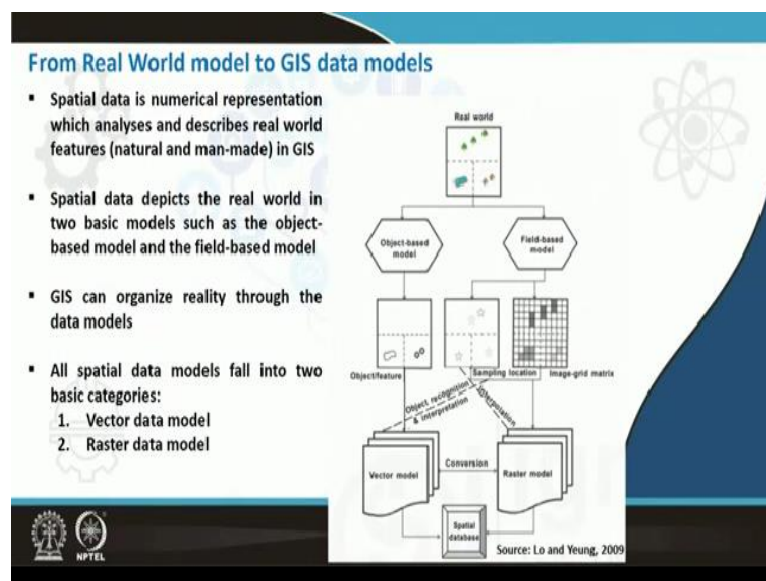 From Real World model to GIS data models
▪ Spatial data is numerical representation
which analyses and describes real world
features (natural and man-made) in GIS
▪ Spatial data depicts the real world in
two basic models such as the object-
based model and the field-based model
▪ GIS can organize reality through the
data models
▪ All spatial data models fall into two
basic categories:
1. Vector data model
2. Raster data model
Real world
Object-based
model
Field-based
model
Object/feature
Sampling location
Image-grid matrix
Object, recognition
& interpretation
Interpolation
Vector model
Conversion
Raster model
Spatial
database
Source: Lo and Yeung, 2009
NPTEL